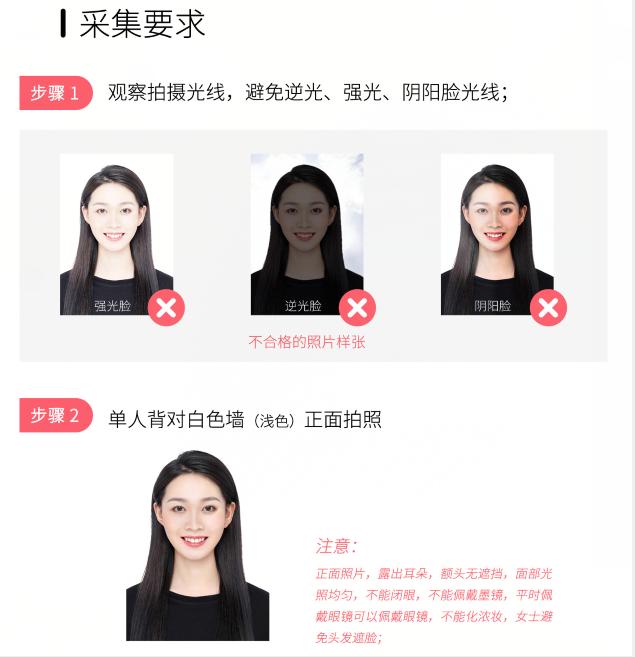 采集要求
步骤 1 观察拍摄光线，避免逆光、强光、阴阳脸光线；
强光脸 逆光脸 阴阳脸
不合格的照片样张
步骤 2 单人背对白色墙（浅色）正面拍照
注意：
正面照片，露出耳朵，额头无遮挡，面部光
照均匀，不能闭眼，不能佩戴墨镜，平时佩
戴眼镜可以佩戴眼镜，不能化浓妆，女士避
免头发遮脸；